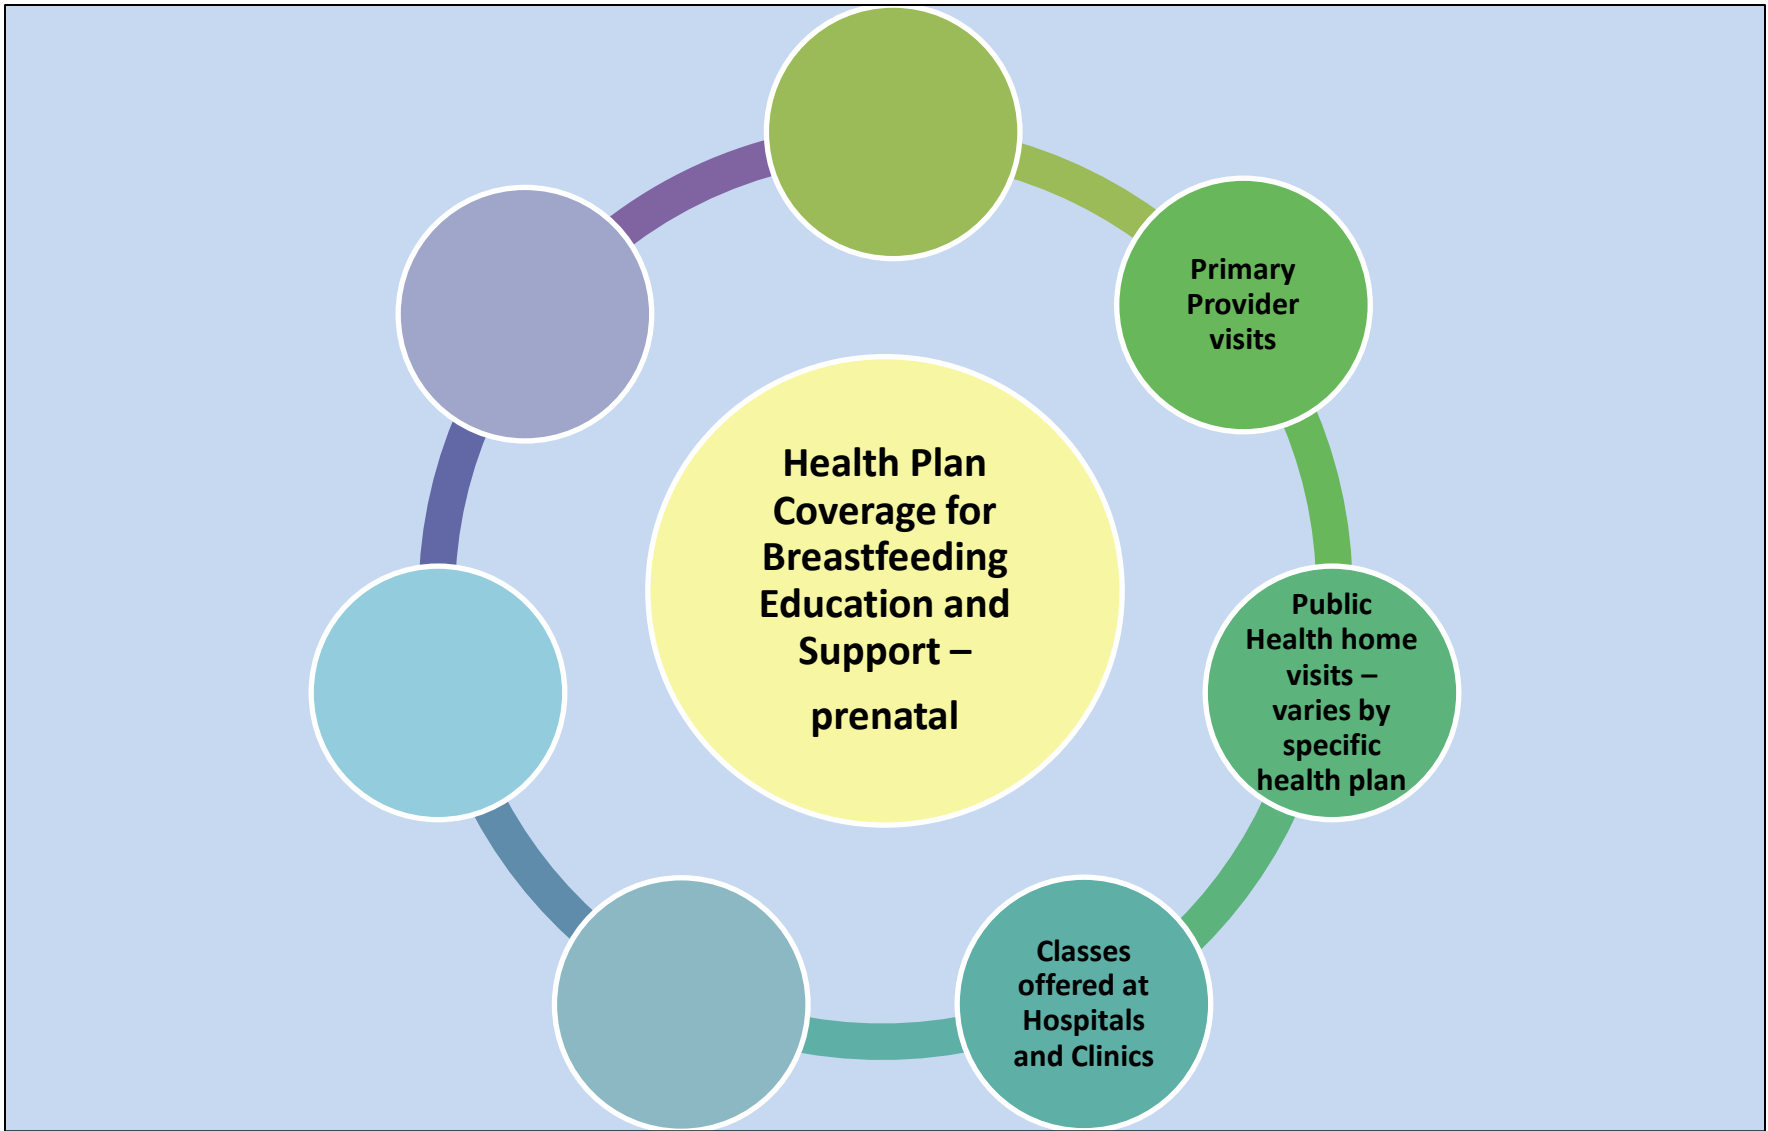 Primary
Provider
visits
Health Plan
Coverage for
Breastfeeding
Education and
Support –
prenatal
Public
Health home
visits –
varies by
specific
health plan
Classes
offered at
Hospitals
and Clinics